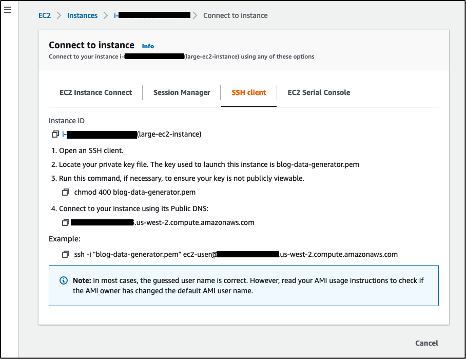 EC2 > Instances > i- > Connect to instance
Connect to instance Info
Connect to your instance i- (large-ec2-instance) using any of these options
EC2 Instance Connect Session Manager SSH client EC2 Serial Console
Instance ID
i- (large-ec2-instance)
1. Open an SSH client.
2. Locate your private key file. The key used to launch this instance is blog-data-generator.pem
3. Run this command, if necessary, to ensure your key is not publicly viewable.
chmod 400 blog-data-generator.pem
4. Connect to your instance using its Public DNS:
.us-west-2.compute.amazonaws.com
Example:
ssh -i "blog-data-generator.pem" ec2-user@ .us-west-2.compute.amazonaws.com
Note: In most cases, the guessed user name is correct. However, read your AMI usage instructions to check if
the AMI owner has changed the default AMI user name.
Cancel